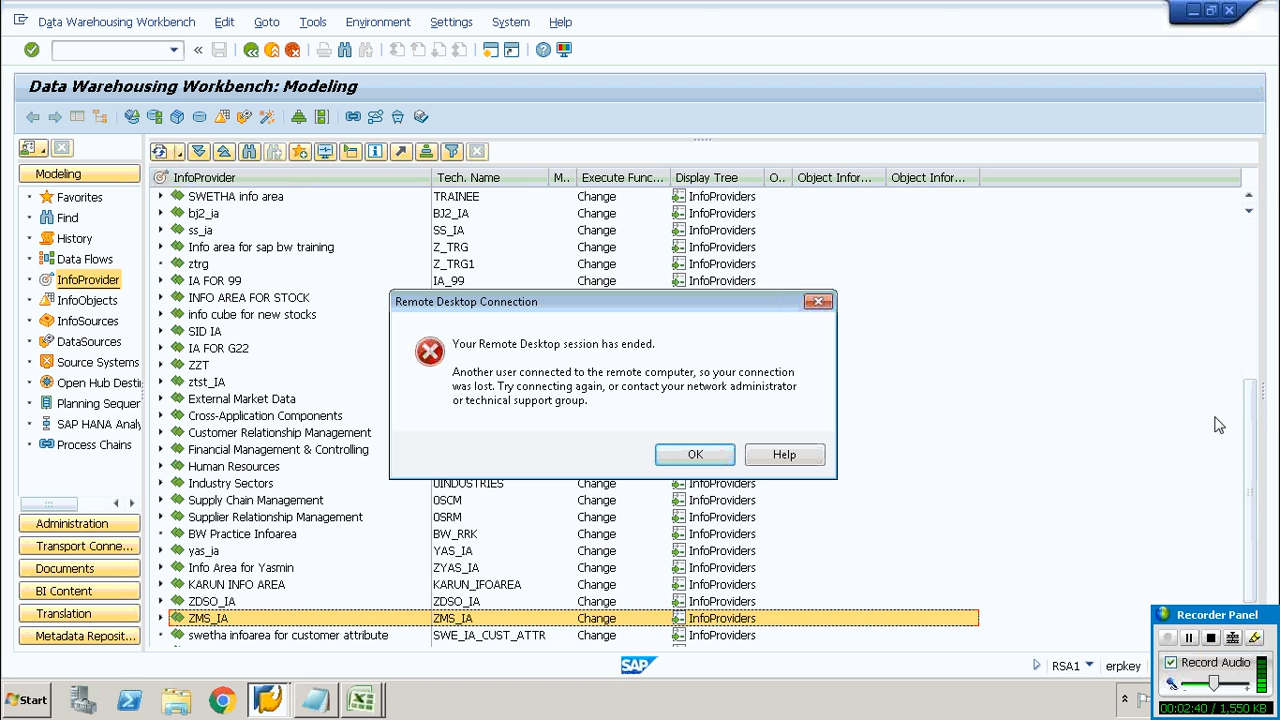 Data Warehousing Workbench Edit Goto Tools Environment Settings System Help
Data Warehousing Workbench: Modeling
Modeling
Favorites
Find
History
Data Flows
InfoProvider
InfoObjects
InfoSources
DataSources
Source Systems
Open Hub Desti
Planning Sequer
SAP HANA Analy
Process Chains
Administration
Transport Conne...
Documents
BI Content
Translation
Metadata Reposit...
InfoProvider Tech. Name M.. Execute Func... Display Tree O.. Object Infor... Object Infor...
SWETHA info area TRAINEE Change InfoProviders
bj2_ia BJ2_IA Change InfoProviders
ss_ia SS_IA Change InfoProviders
Info area for sap bw training Z_TRG Change InfoProviders
ztrg Z_TRG1 Change InfoProviders
IA FOR 99 IA_99 Change InfoProviders
INFO AREA FOR STOCK
info cube for new stocks
SID IA
IA FOR G22
ZZT
ztst_IA
External Market Data
Cross-Application Components
Customer Relationship Management
Financial Management & Controlling
Human Resources
Industry Sectors 0INDUSTRIES Change InfoProviders
Supply Chain Management 0SCM Change InfoProviders
Supplier Relationship Management 0SRM Change InfoProviders
BW Practice Infoarea BW_RRK Change InfoProviders
yas_ia YAS_IA Change InfoProviders
Info Area for Yasmin ZYAS_IA Change InfoProviders
KARUN INFO AREA KARUN_IFOAREA Change InfoProviders
ZDSO_IA ZDSO_IA Change InfoProviders
ZMS_IA ZMS_IA Change InfoProviders
swetha infoarea for customer attribute SWE_IA_CUST_ATTR Change InfoProviders
Remote Desktop Connection
Your Remote Desktop session has ended.
Another user connected to the remote computer, so your connection
was lost. Try connecting again, or contact your network administrator
or technical support group.
OK Help
SAP
RSA1 erpkey
Recorder Panel
Record Audio
00:02:40 / 1,550 KB
Start